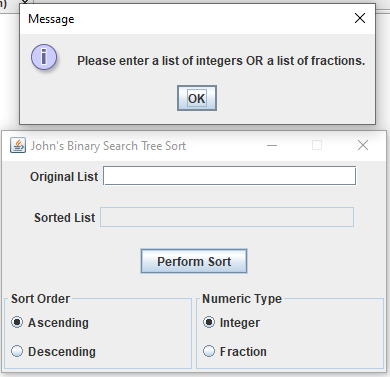 Message
Please enter a list of integers OR a list of fractions.
OK
John's Binary Search Tree Sort
Original List
Sorted List
Perform Sort
Sort Order
Ascending
Descending
Numeric Type
Integer
Fraction